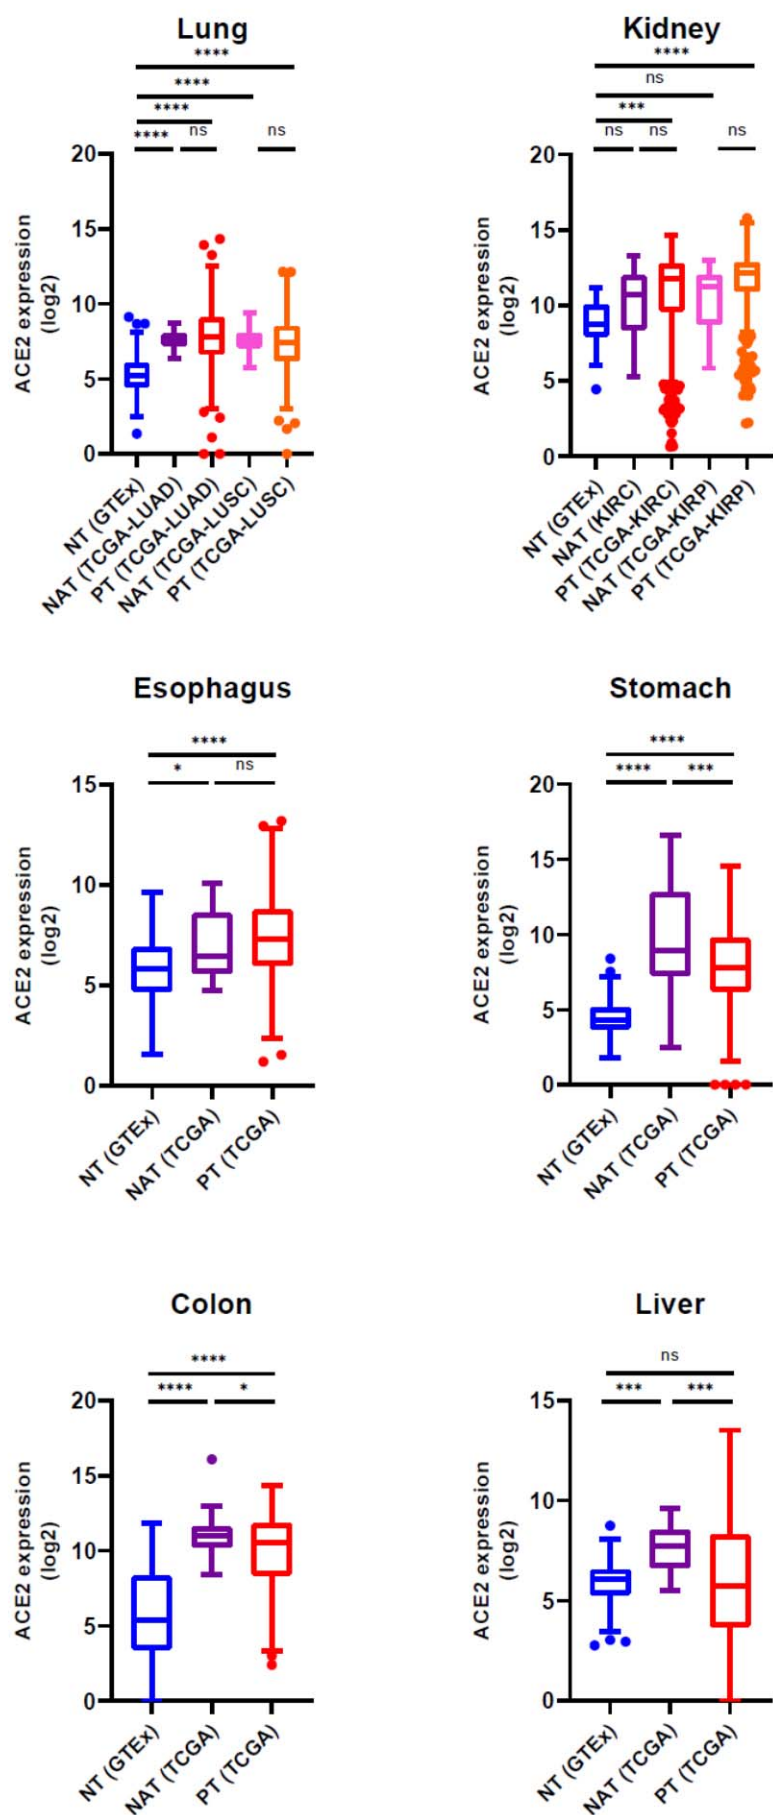 Lung
****
****
****
**** ns ns
20
15
10
5
0
ACE2 expression
(log2)
NT (GTEx)
NAT (TCGA-LUAD)
PT (TCGA-LUAD)
NAT (TCGA-LUSC)
PT (TCGA-LUSC)
Kidney
****
ns
***
ns ns ns
20
15
10
5
0
ACE2 expression
(log2)
NT (GTEx)
NAT (KIRC)
PT (TCGA-KIRC)
NAT (TCGA-KIRP)
PT (TCGA-KIRP)
Esophagus
****
* ns
15
10
5
0
ACE2 expression
(log2)
NT (GTEx)
NAT (TCGA)
PT (TCGA)
Stomach
****
**** ***
20
15
10
5
0
ACE2 expression
(log2)
NT (GTEx)
NAT (TCGA)
PT (TCGA)
Colon
****
**** *
20
15
10
5
0
ACE2 expression
(log2)
NT (GTEx)
NAT (TCGA)
PT (TCGA)
Liver
ns
*** ***
15
10
5
0
ACE2 expression
(log2)
NT (GTEx)
NAT (TCGA)
PT (TCGA)